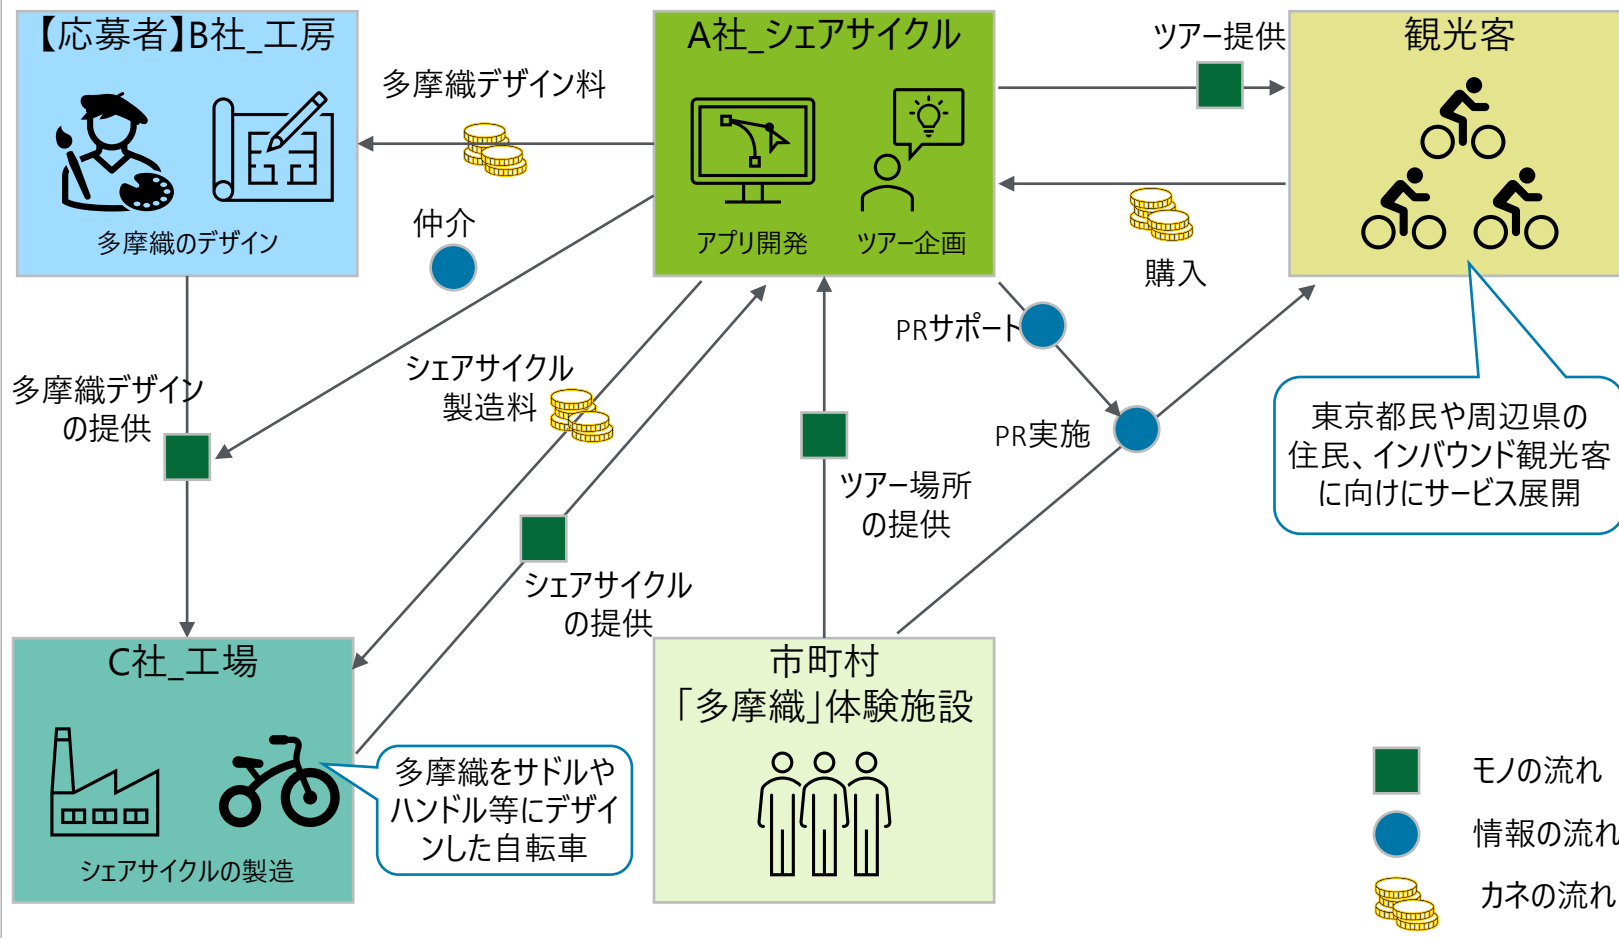 【応募者】B社_工房
多摩織のデザイン
多摩織デザイン料
A社_シェアサイクル
アプリ開発
ツアー企画
ツアー提供
観光客
購入
仲介
PRサポート
PR実施
多摩織デザイン
の提供
シェアサイクル
製造料
ツアー場所
の提供
シェアサイクル
の提供
東京都民や周辺県の
住民、インバウンド観光客
に向けにサービス展開
C社_工場
シェアサイクルの製造
多摩織をサドルや
ハンドル等にデザイ
ンした自転車
市町村
「多摩織」体験施設
モノの流れ
情報の流れ
カネの流れ